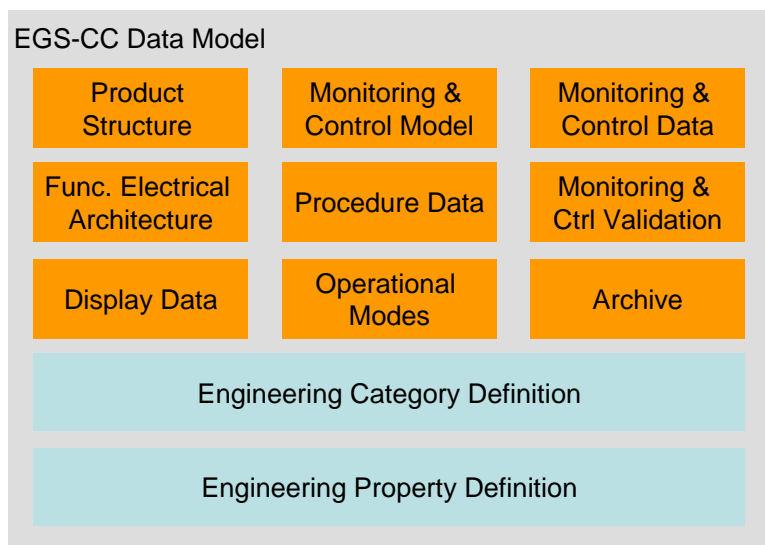 EGS-CC Data Model
Product
Structure
Monitoring &
Control Model
Monitoring &
Control Data
Func. Electrical
Architecture
Procedure Data
Monitoring &
Ctrl Validation
Display Data
Operational
Modes
Archive
Engineering Category Definition
Engineering Property Definition